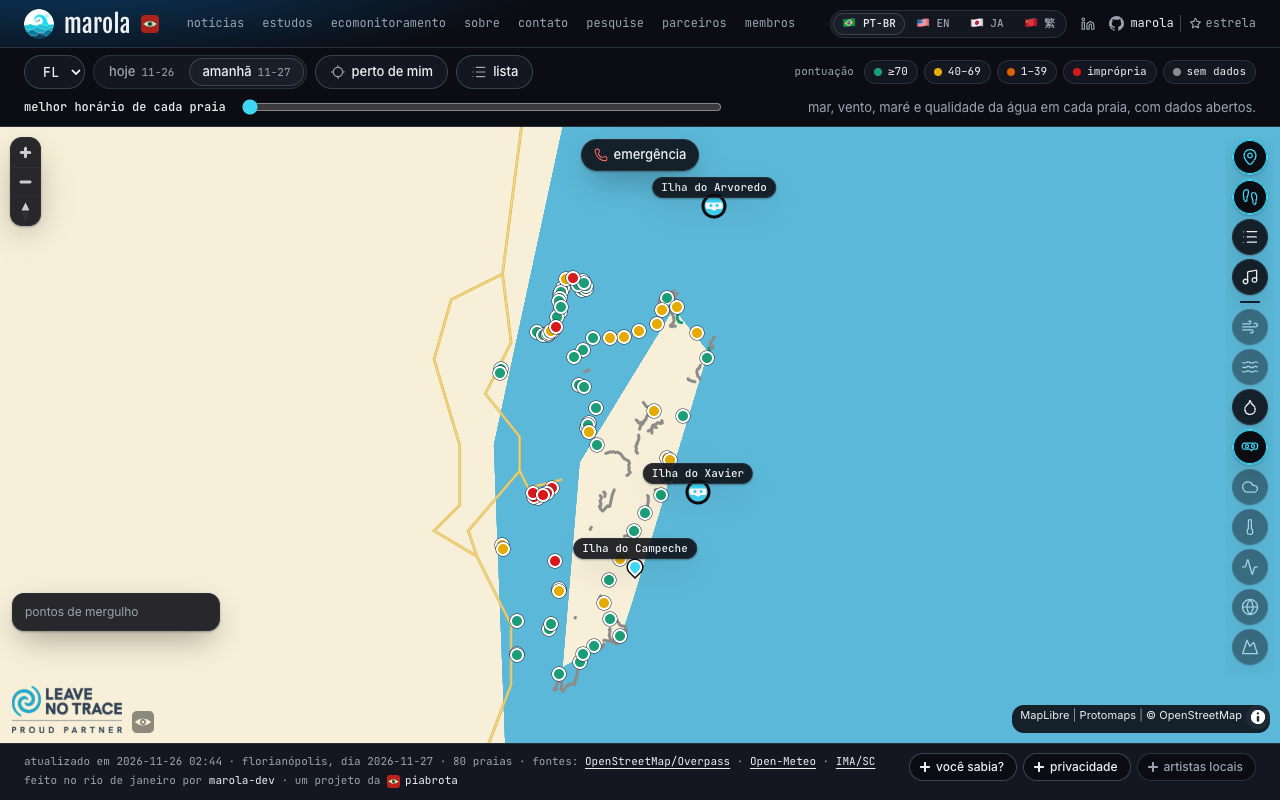 marola notícias estudos ecomonitoramento sobre contato pesquise parceiros membros PT-BR EN JA 繁 marola estrela
FL hoje 11-26 amanhã 11-27 perto de mim lista pontuação ≥70 40–69 1–39 imprópria sem dados
melhor horário de cada praia mar, vento, maré e qualidade da água em cada praia, com dados abertos.
emergência
Ilha do Arvoredo
Ilha do Xavier
Ilha do Campeche
pontos de mergulho
LEAVE
NO TRACE
PROUD PARTNER
MapLibre | Protomaps | © OpenStreetMap
atualizado em 2026-11-26 02:44 · florianópolis, dia 2026-11-27 · 80 praias · fontes: OpenStreetMap/Overpass · Open-Meteo · IMA/SC
feito no rio de janeiro por marola-dev · um projeto da piabrota
você sabia? privacidade artistas locais